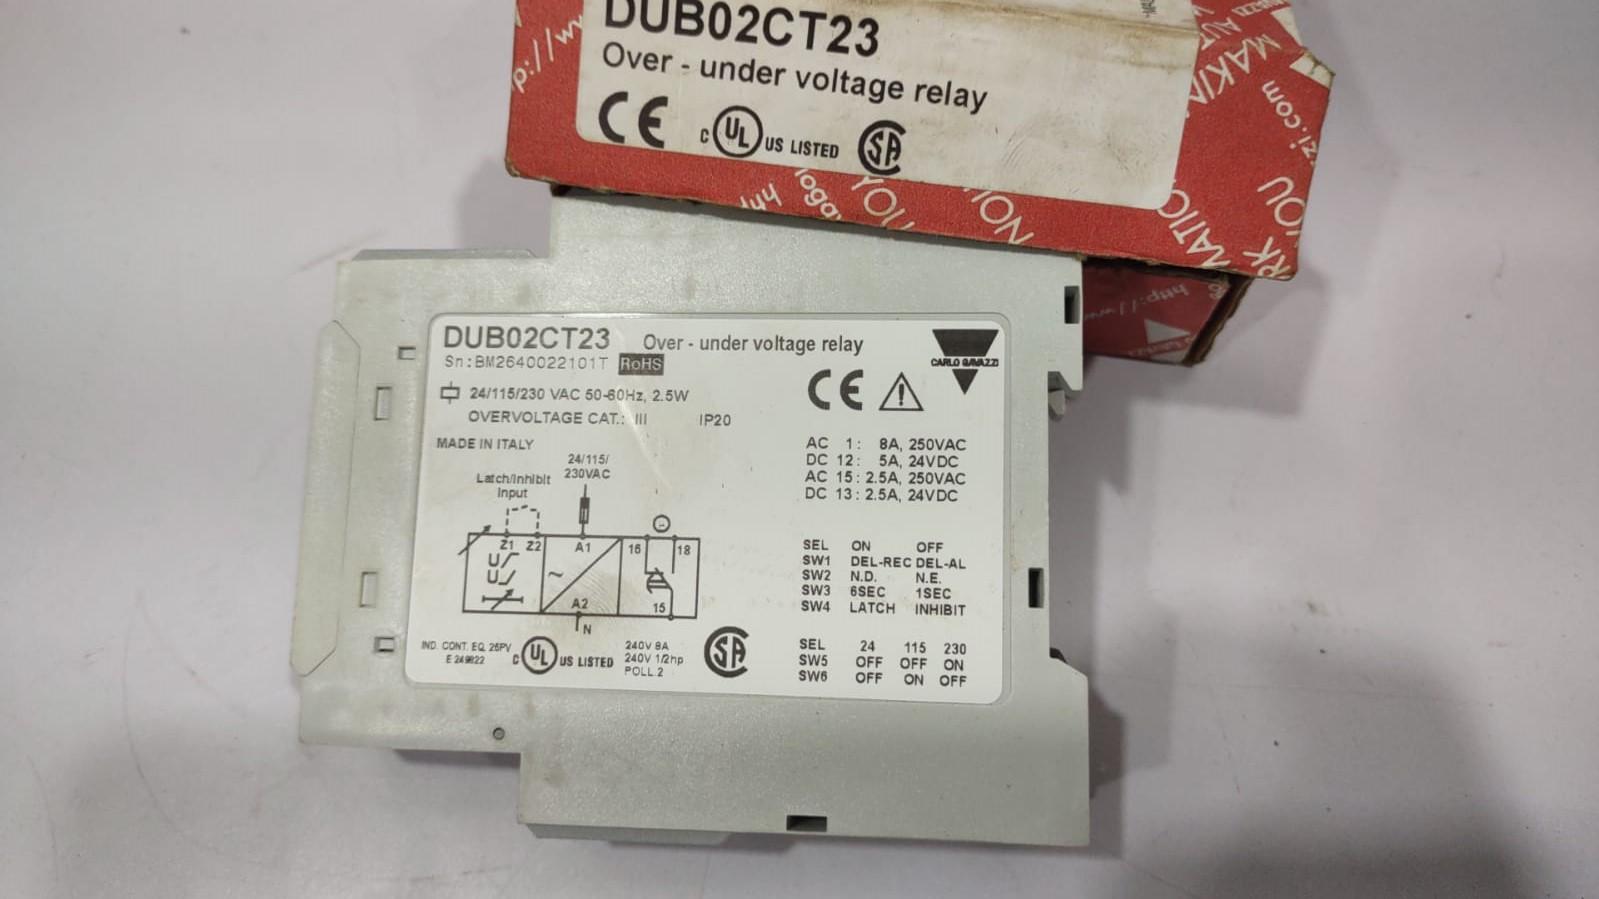 DUB02CT23
Over - under voltage relay
CE
C UL US LISTED SA
DUB02CT23 Over - under voltage relay
Sn:BM2640022101T RoHS
CARLO GAVAZZI
24/115/230 VAC 50-60Hz, 2.5W
OVERVOLTAGE CAT.: III IP20
CE
MADE IN ITALY
AC 1: 8A, 250VAC
DC 12: 5A, 24VDC
AC 15: 2.5A, 250VAC
DC 13: 2.5A, 24VDC
24/115/
230VAC
Latch/Inhibit
Input
Z1 Z2 A1 16 18
U
U
~
A2 15
N
SEL ON OFF
SW1 DEL-REC DEL-AL
SW2 N.D. N.E.
SW3 6SEC 1SEC
SW4 LATCH INHIBIT
SEL 24 115 230
SW5 OFF OFF ON
SW6 OFF ON OFF
IND. CONT. EQ. 26PV
E 249822
C UL US LISTED
240V 8A
240V 1/2hp
POLL.2
SA